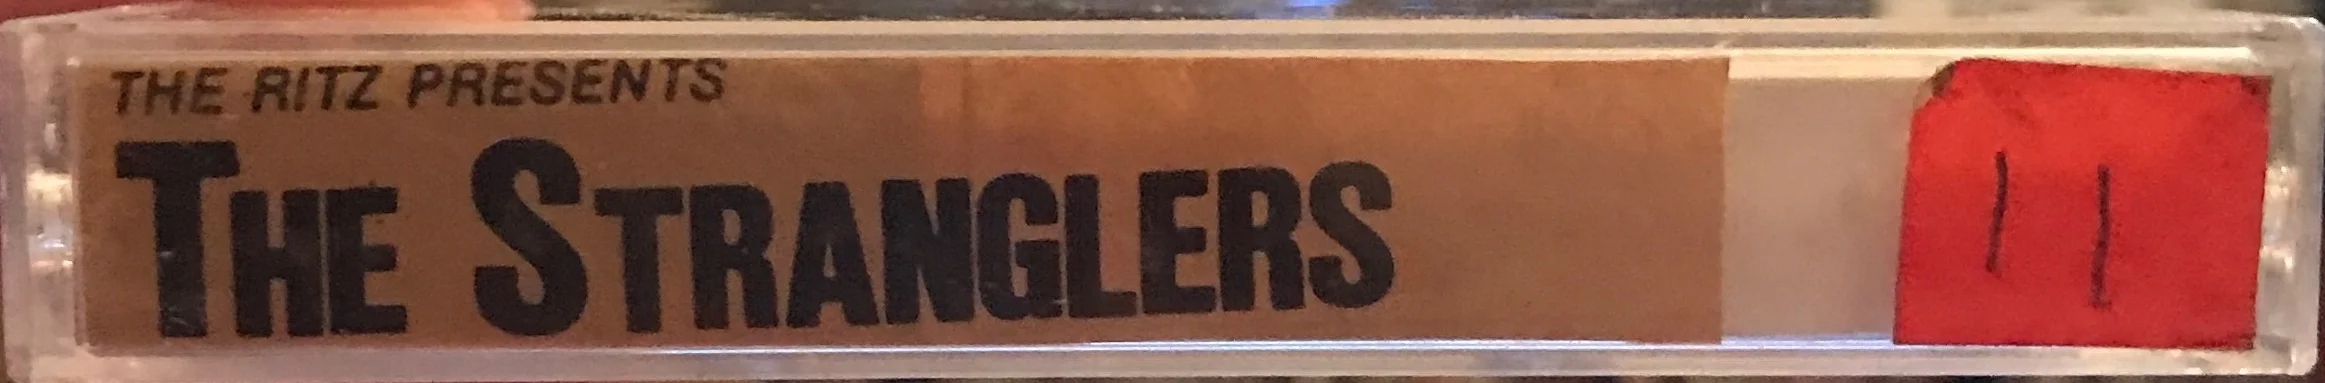 THE RITZ PRESENTS
THE STRANGLERS
11